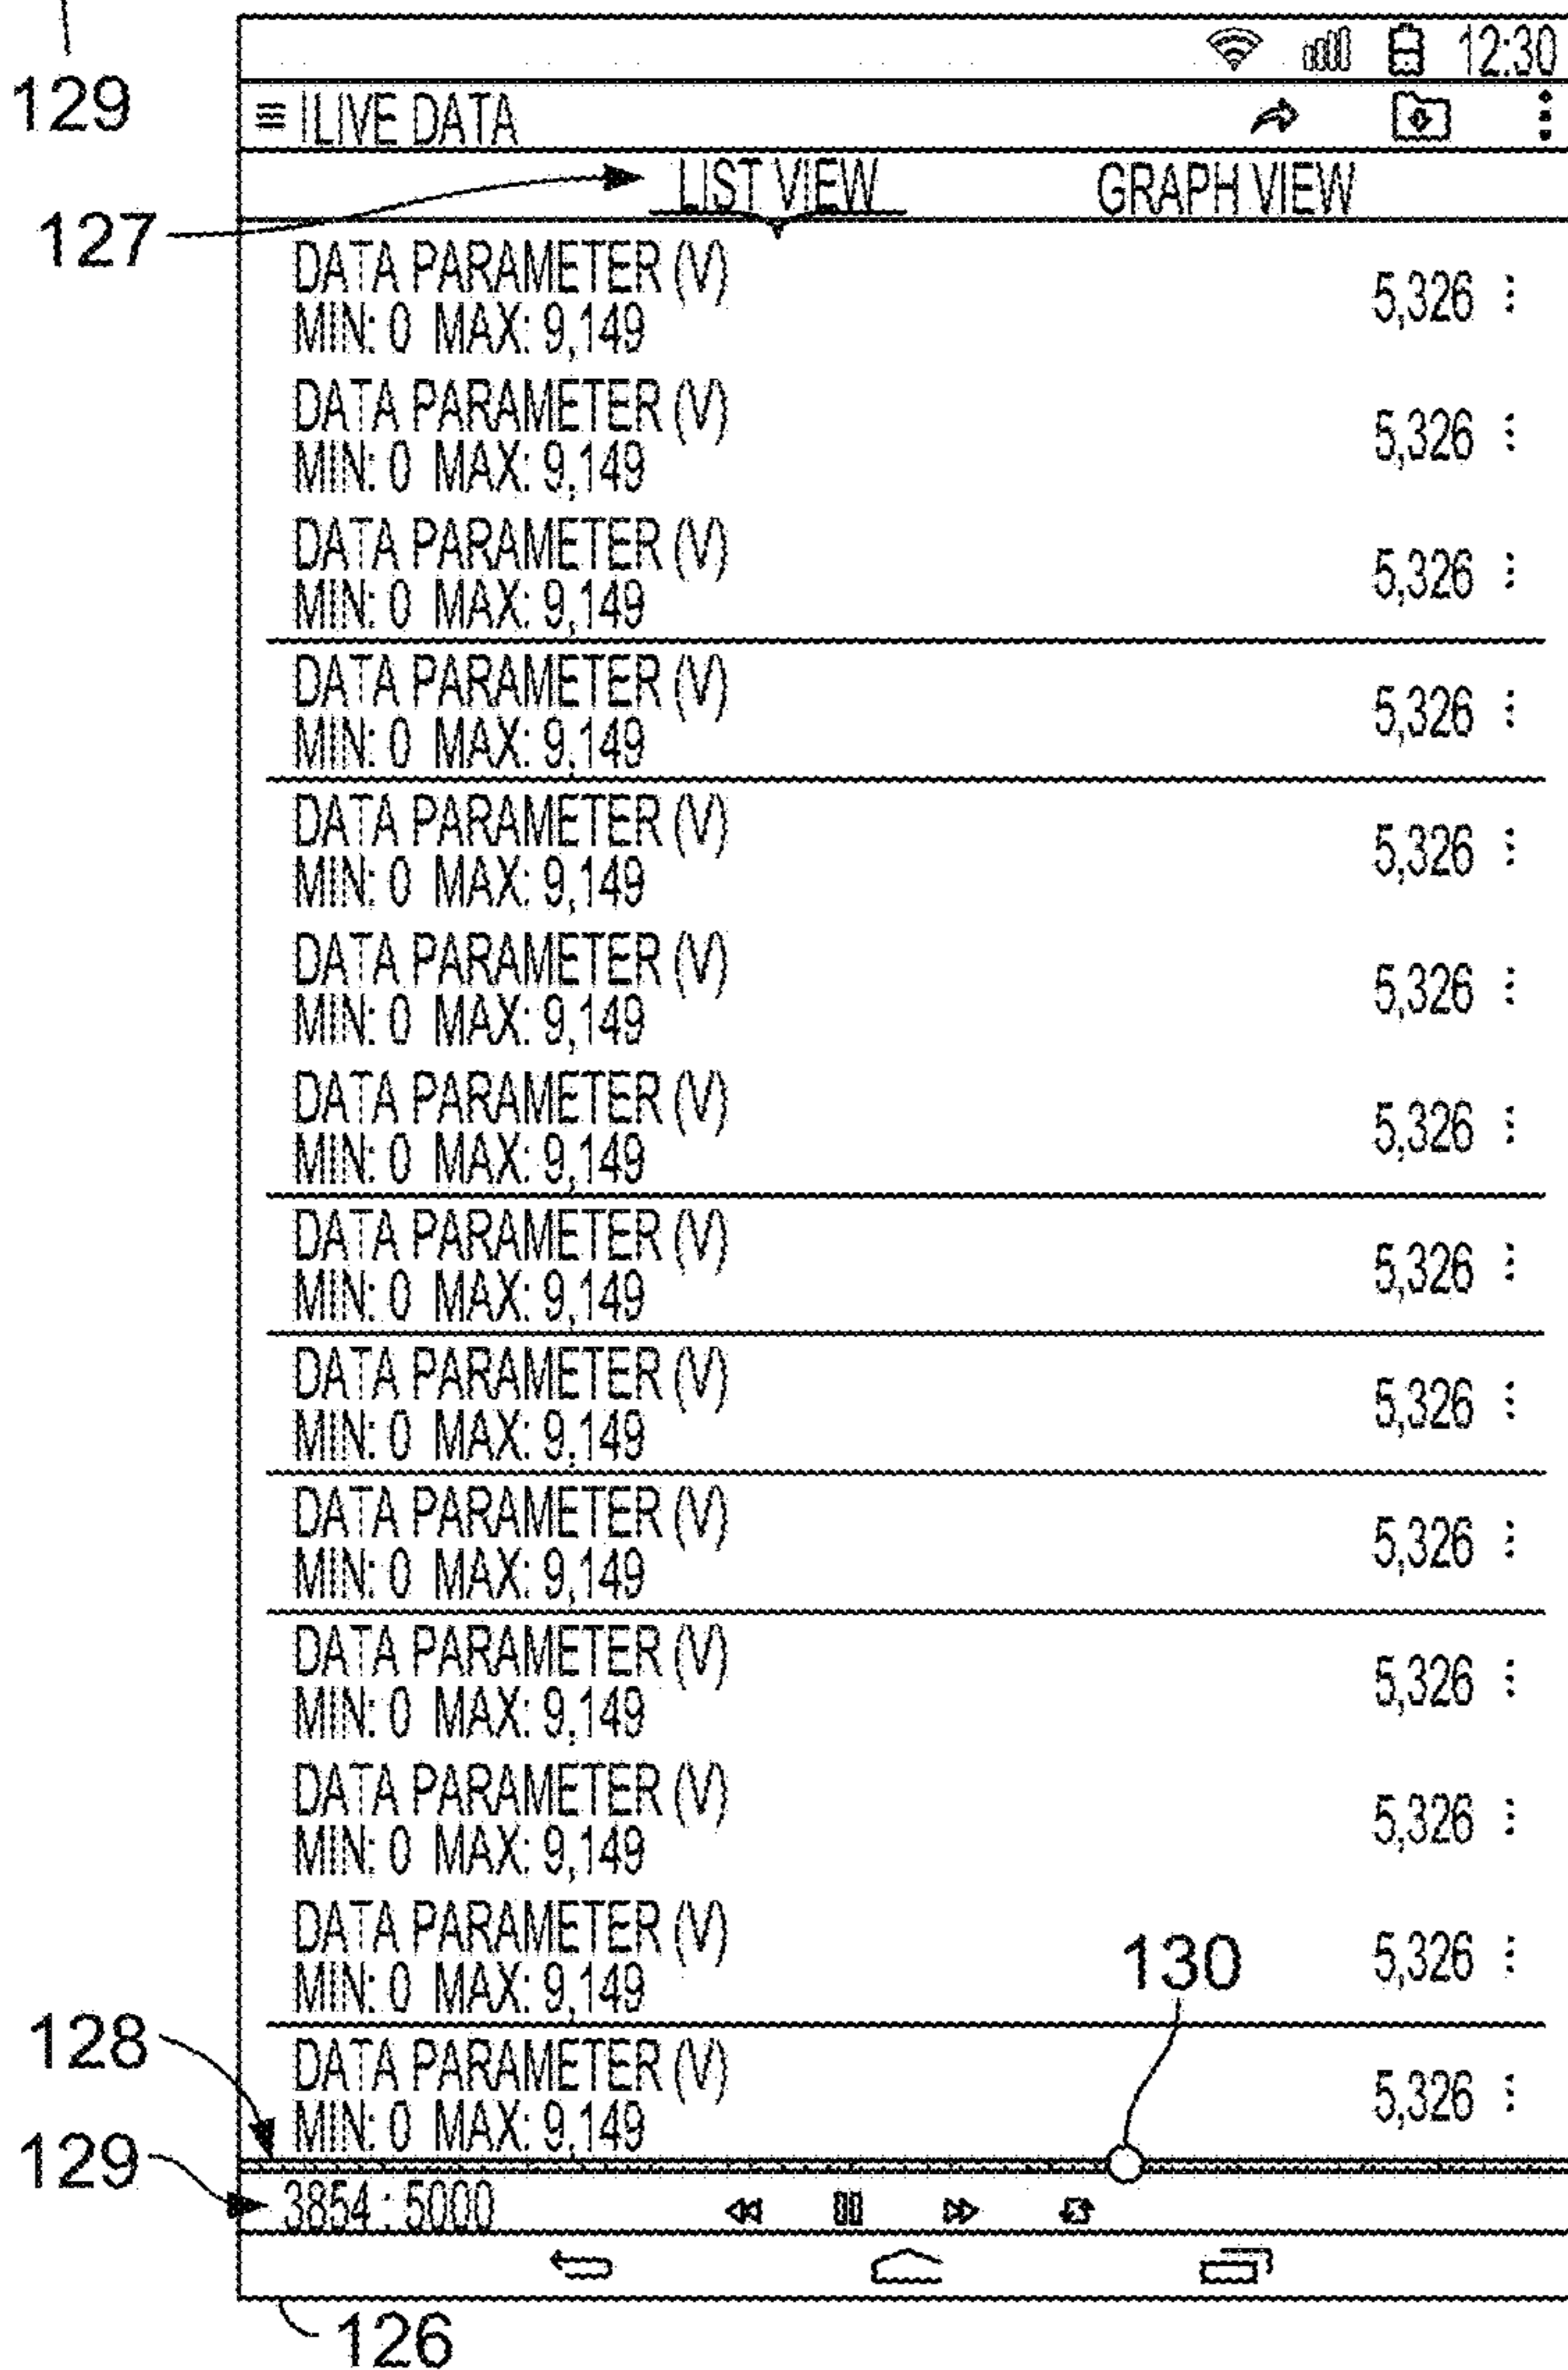 129
12:30
ILIVE DATA
LIST VIEW GRAPH VIEW
127
DATA PARAMETER (V)
MIN: 0 MAX: 9,149
5,326
DATA PARAMETER (V)
MIN: 0 MAX: 9,149
5,326
DATA PARAMETER (V)
MIN: 0 MAX: 9,149
5,326
DATA PARAMETER (V)
MIN: 0 MAX: 9,149
5,326
DATA PARAMETER (V)
MIN: 0 MAX: 9,149
5,326
DATA PARAMETER (V)
MIN: 0 MAX: 9,149
5,326
DATA PARAMETER (V)
MIN: 0 MAX: 9,149
5,326
DATA PARAMETER (V)
MIN: 0 MAX: 9,149
5,326
DATA PARAMETER (V)
MIN: 0 MAX: 9,149
5,326
DATA PARAMETER (V)
MIN: 0 MAX: 9,149
5,326
DATA PARAMETER (V)
MIN: 0 MAX: 9,149
5,326
DATA PARAMETER (V)
MIN: 0 MAX: 9,149
5,326
DATA PARAMETER (V)
MIN: 0 MAX: 9,149
5,326
130
128
DATA PARAMETER (V)
MIN: 0 MAX: 9,149
5,326
129
3854 : 5000
126